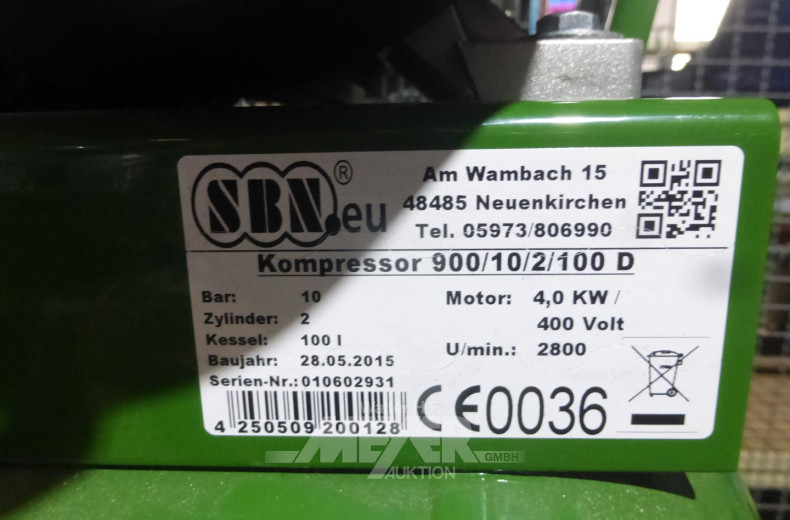 SBN.eu®
Am Wambach 15
48485 Neuenkirchen
Tel. 05973/806990
Kompressor 900/10/2/100 D
Bar: 10
Zylinder: 2
Kessel: 100 l
Baujahr: 28.05.2015
Serien-Nr.: 010602931
Motor: 4,0 KW /
400 Volt
U/min.: 2800
4 250509 200128
CE0036
MEYER
GMBH
AUKTION